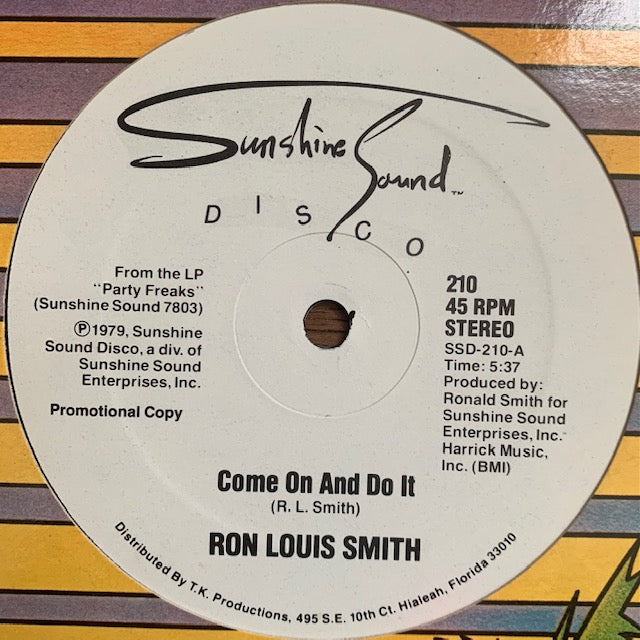 Sunshine Sound™
DISCO
From the LP
"Party Freaks"
(Sunshine Sound 7803)
Ⓟ1979, Sunshine
Sound Disco, a div. of
Sunshine Sound
Enterprises, Inc.
Promotional Copy
210
45 RPM
STEREO
SSD-210-A
Time: 5:37
Produced by:
Ronald Smith for
Sunshine Sound
Enterprises, Inc.
Harrick Music,
Inc. (BMI)
Come On And Do It
(R. L. Smith)
RON LOUIS SMITH
Distributed By T.K. Productions, 495 S.E. 10th Ct. Hialeah, Florida 33010